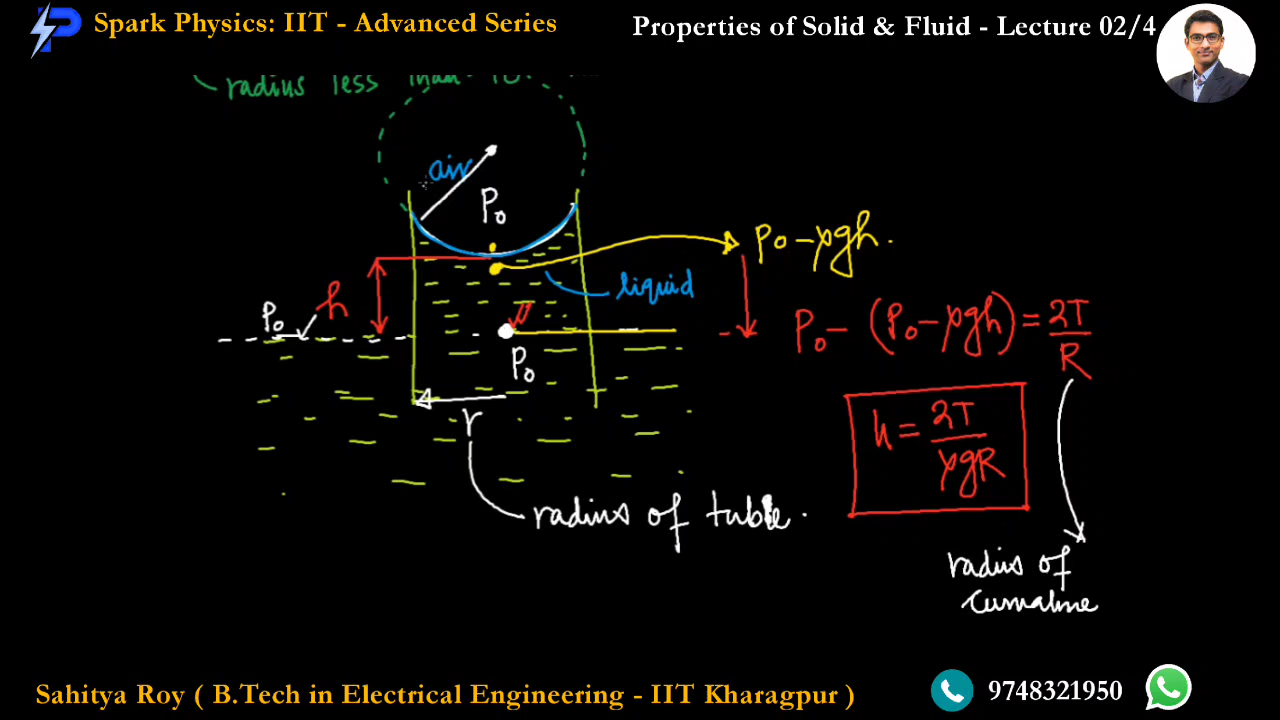 Spark Physics: IIT - Advanced Series
Properties of Solid & Fluid - Lecture 02/4
radius less than
air
P₀
P₀-ρgh.
liquid
h
P₀
P₀- (P₀-ρgh)= 2T/R
P₀
h= 2T/ρgR
r
radius of tube.
radius of
Sahitya Roy ( B.Tech in Electrical Engineering - IIT Kharagpur )
9748321950